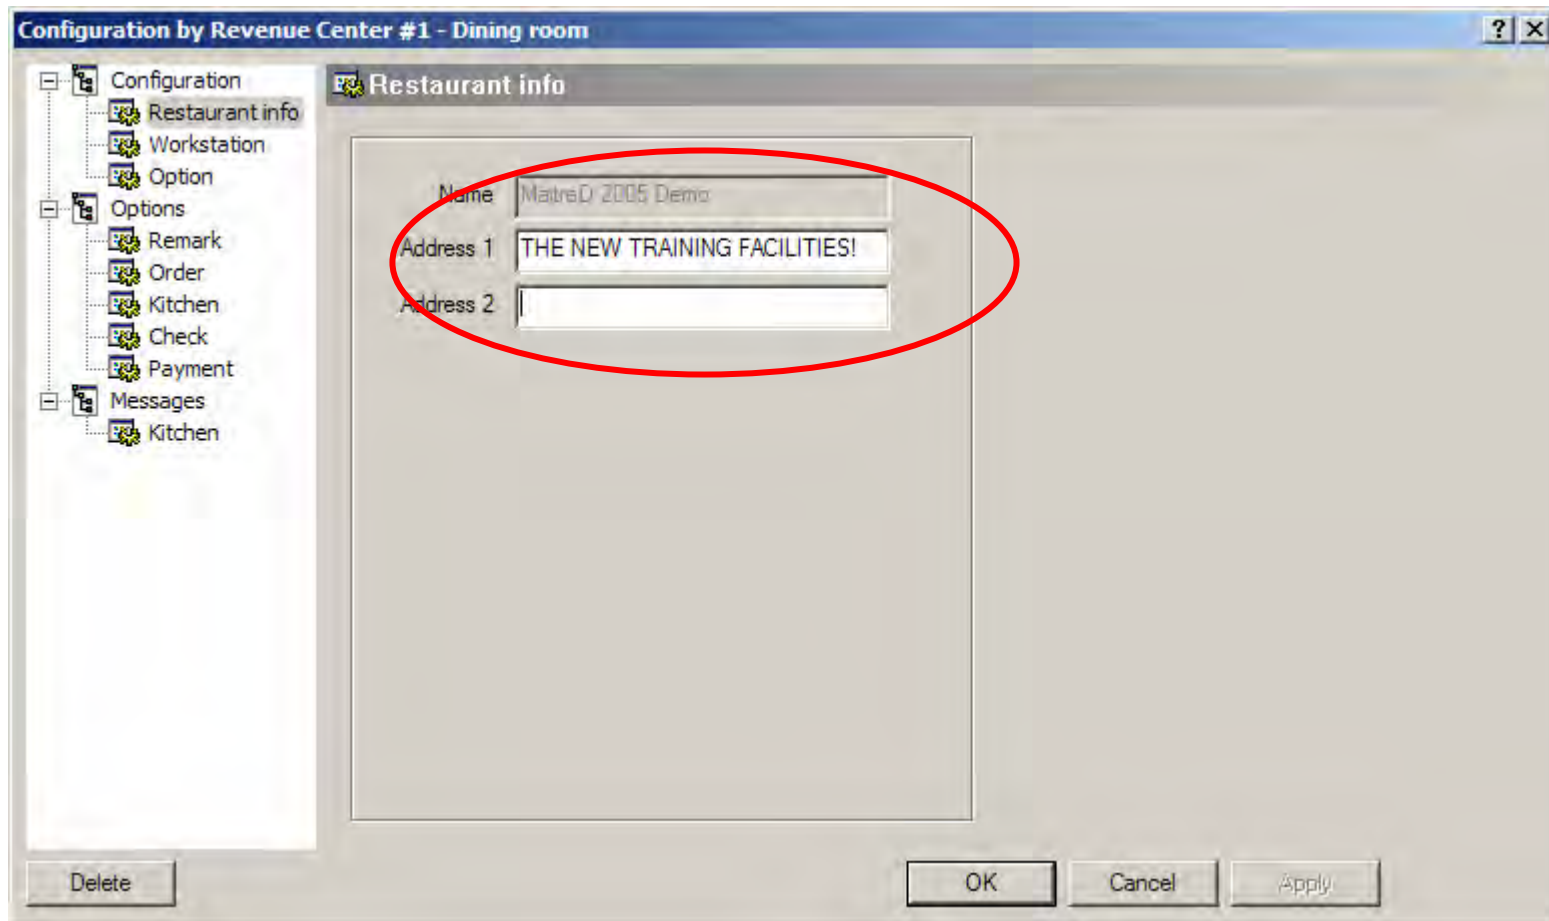 Configuration by Revenue Center #1 - Dining room
Configuration
Restaurant info
Workstation
Option
Options
Remark
Order
Kitchen
Check
Payment
Messages
Kitchen
Restaurant info
Name MaitreD 2005 Demo
Address 1 THE NEW TRAINING FACILITIES!
Address 2
Delete OK Cancel Apply